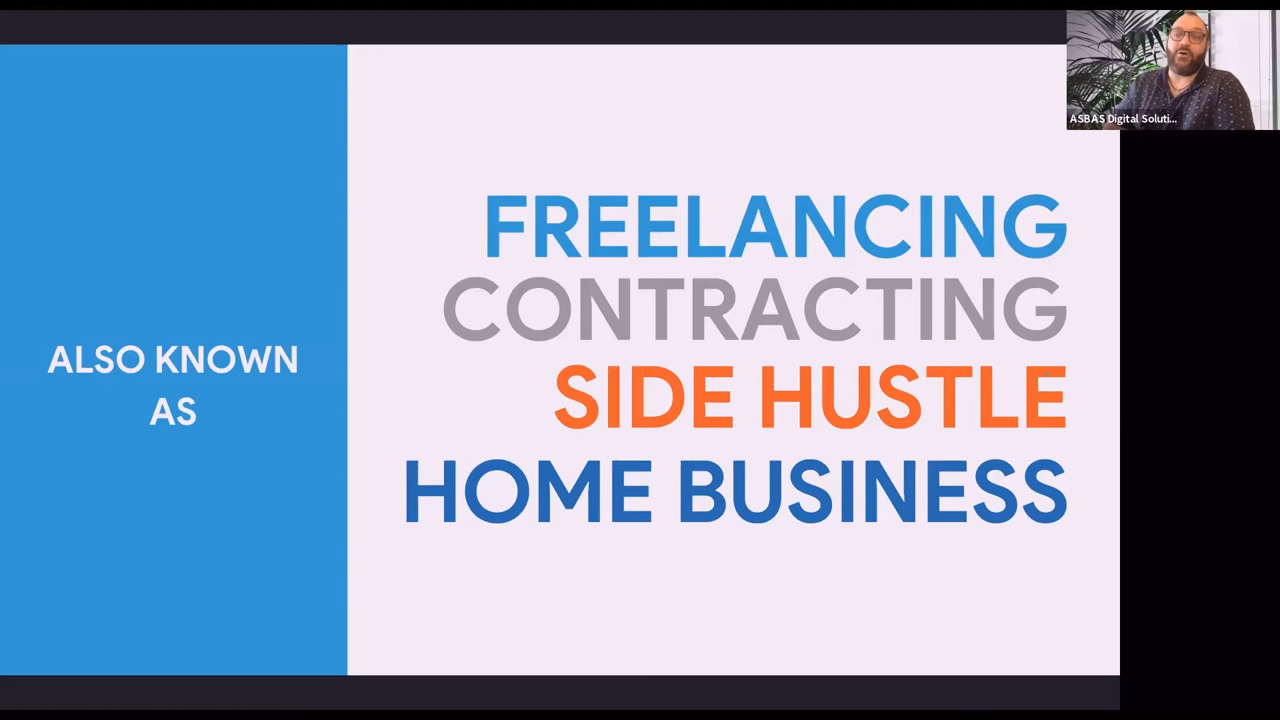 ALSO KNOWN
AS
FREELANCING
CONTRACTING
SIDE HUSTLE
HOME BUSINESS
ASBAS Digital Soluti...